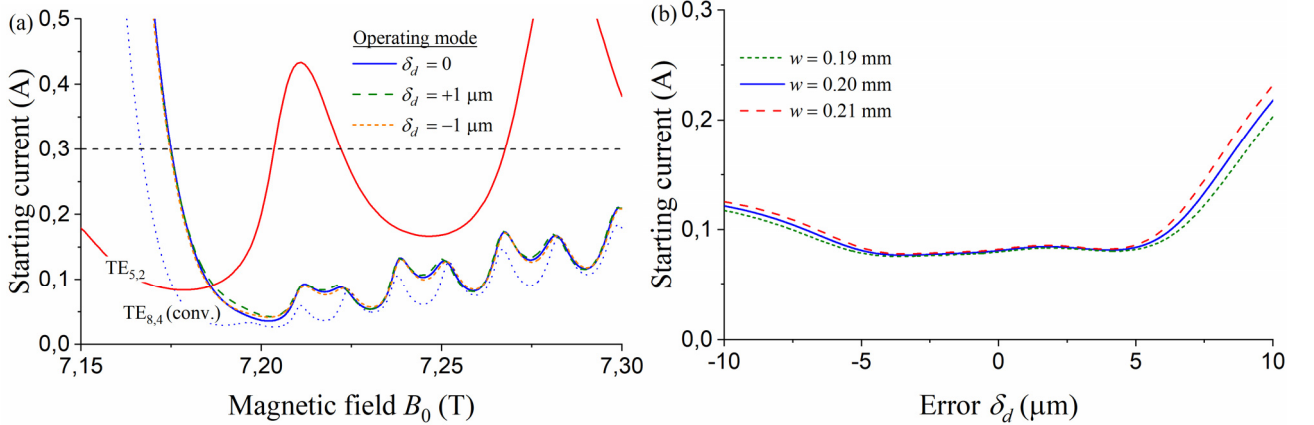 (a)
0,5
0,4
0,3
0,2
0,1
0,0
Starting current (A)
7,15
7,20
7,25
7,30
Magnetic field B₀ (T)
Operating mode
δd = 0
δd = +1 μm
δd = −1 μm
TE5,2
TE8,4 (conv.)
(b)
0,3
0,2
0,1
0,0
Starting current (A)
-10
-5
0
5
10
Error δd (μm)
w = 0.19 mm
w = 0.20 mm
w = 0.21 mm